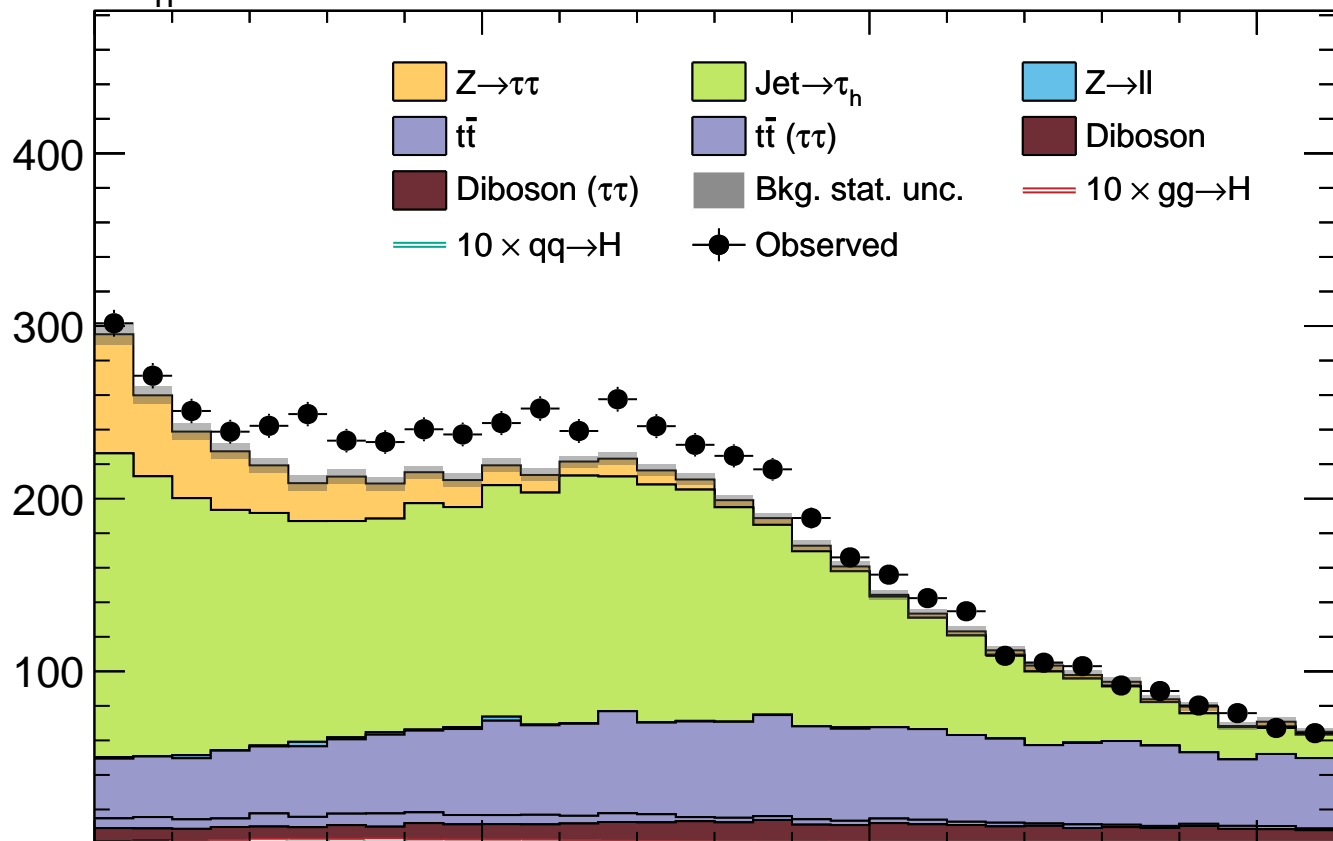 Z→ττ Jet→τₕ Z→ll
tt̄ tt̄ (ττ) Diboson
Diboson (ττ) Bkg. stat. unc. 10 × gg→H
10 × qq→H Observed
400
300
200
100